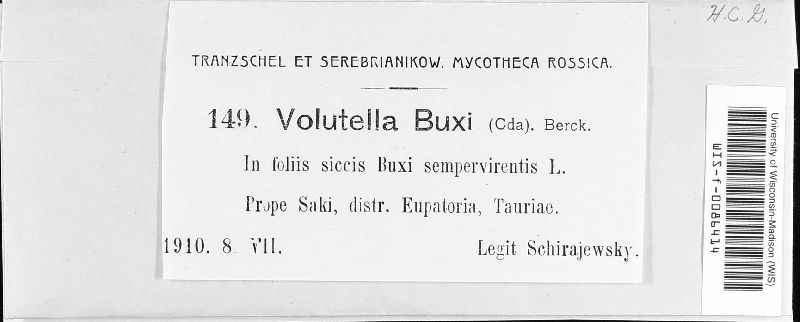 H. C. G.
TRANZSCHEL ET SEREBRIANIKOW. MYCOTHECA ROSSICA.
149. Volutella Buxi (Cda). Berck.
In foliis siccis Buxi sempervirentis L.
Prope Saki, distr. Eupatoria, Tauriae.
1910. 8 VII. Legit Schirajewsky.
University of Wisconsin-Madison (WIS)
WIS-f-0086414